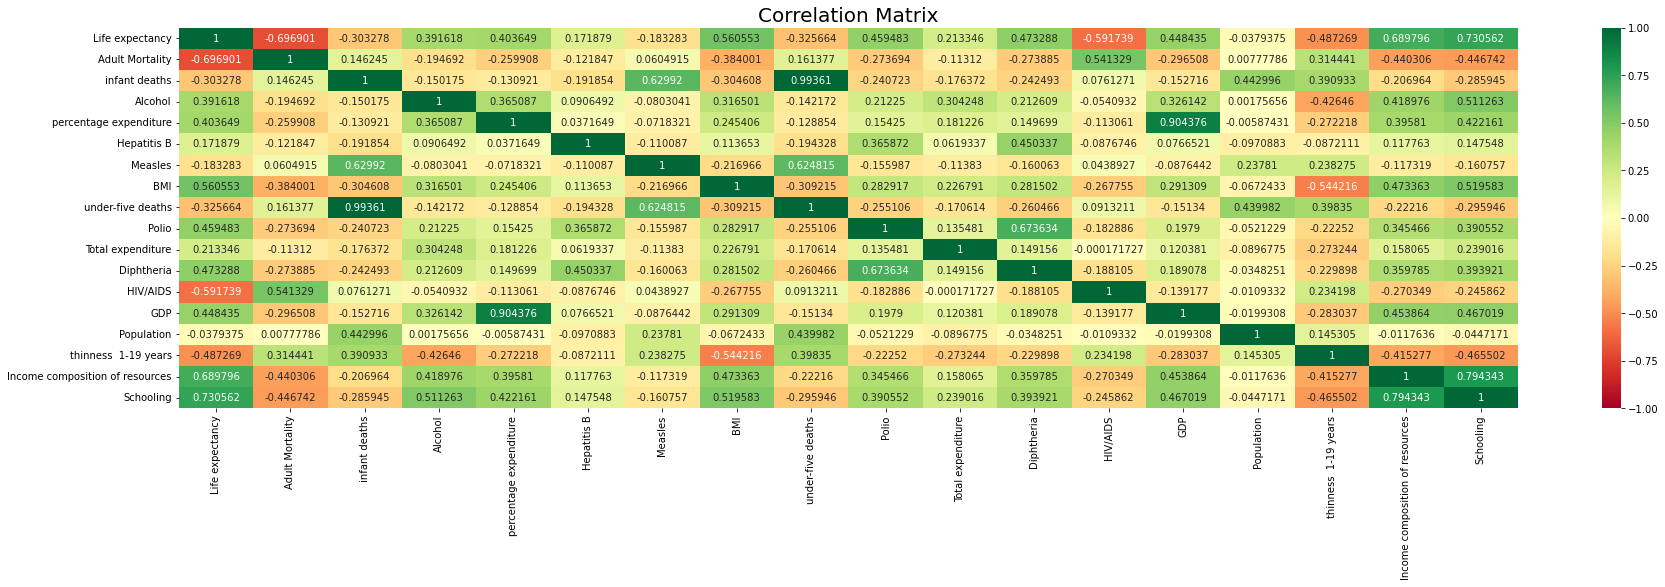 Correlation Matrix
Life expectancy 1 -0.696901 -0.303278 0.391618 0.403649 0.171879 -0.183283 0.560553 -0.325664 0.459483 0.213346 0.473288 -0.591739 0.448435 -0.0379375 -0.487269 0.689796 0.730562 1.00
Adult Mortality -0.696901 1 0.146245 -0.194692 -0.259908 -0.121847 0.0604915 -0.384001 0.161377 -0.273694 -0.11312 -0.273885 0.541329 -0.296508 0.00777786 0.314441 -0.440306 -0.446742
infant deaths -0.303278 0.146245 1 -0.150175 -0.130921 -0.191854 0.62992 -0.304608 0.99361 -0.240723 -0.176372 -0.242493 0.0761271 -0.152716 0.442996 0.390933 -0.206964 -0.285945 0.75
Alcohol 0.391618 -0.194692 -0.150175 1 0.365087 0.0906492 -0.0803041 0.316501 -0.142172 0.21225 0.304248 0.212609 -0.0540932 0.326142 0.00175656 -0.42646 0.418976 0.511263
percentage expenditure 0.403649 -0.259908 -0.130921 0.365087 1 0.0371649 -0.0718321 0.245406 -0.128854 0.15425 0.181226 0.149699 -0.113061 0.904376 -0.00587431 -0.272218 0.39581 0.422161 0.50
Hepatitis B 0.171879 -0.121847 -0.191854 0.0906492 0.0371649 1 -0.110087 0.113653 -0.194328 0.365872 0.0619337 0.450337 -0.0876746 0.0766521 -0.0970883 -0.0872111 0.117763 0.147548
Measles -0.183283 0.0604915 0.62992 -0.0803041 -0.0718321 -0.110087 1 -0.216966 0.624815 -0.155987 -0.11383 -0.160063 0.0438927 -0.0876442 0.23781 0.238275 -0.117319 -0.160757 0.25
BMI 0.560553 -0.384001 -0.304608 0.316501 0.245406 0.113653 -0.216966 1 -0.309215 0.282917 0.226791 0.281502 -0.267755 0.291309 -0.0672433 -0.544216 0.473363 0.519583
under-five deaths -0.325664 0.161377 0.99361 -0.142172 -0.128854 -0.194328 0.624815 -0.309215 1 -0.255106 -0.170614 -0.260466 0.0913211 -0.15134 0.439982 0.39835 -0.22216 -0.295946 0.00
Polio 0.459483 -0.273694 -0.240723 0.21225 0.15425 0.365872 -0.155987 0.282917 -0.255106 1 0.135481 0.673634 -0.182886 0.1979 -0.0521229 -0.22252 0.345466 0.390552
Total expenditure 0.213346 -0.11312 -0.176372 0.304248 0.181226 0.0619337 -0.11383 0.226791 -0.170614 0.135481 1 0.149156 -0.000171727 0.120381 -0.0896775 -0.273244 0.158065 0.239016
Diphtheria 0.473288 -0.273885 -0.242493 0.212609 0.149699 0.450337 -0.160063 0.281502 -0.260466 0.673634 0.149156 1 -0.188105 0.189078 -0.0348251 -0.229898 0.359785 0.393921 −0.25
HIV/AIDS -0.591739 0.541329 0.0761271 -0.0540932 -0.113061 -0.0876746 0.0438927 -0.267755 0.0913211 -0.182886 -0.000171727 -0.188105 1 -0.139177 -0.0109332 0.234198 -0.270349 -0.245862
GDP 0.448435 -0.296508 -0.152716 0.326142 0.904376 0.0766521 -0.0876442 0.291309 -0.15134 0.1979 0.120381 0.189078 -0.139177 1 -0.0199308 -0.283037 0.453864 0.467019 −0.50
Population -0.0379375 0.00777786 0.442996 0.00175656 -0.00587431 -0.0970883 0.23781 -0.0672433 0.439982 -0.0521229 -0.0896775 -0.0348251 -0.0109332 -0.0199308 1 0.145305 -0.0117636 -0.0447171
thinness 1-19 years -0.487269 0.314441 0.390933 -0.42646 -0.272218 -0.0872111 0.238275 -0.544216 0.39835 -0.22252 -0.273244 -0.229898 0.234198 -0.283037 0.145305 1 -0.415277 -0.465502 −0.75
Income composition of resources 0.689796 -0.440306 -0.206964 0.418976 0.39581 0.117763 -0.117319 0.473363 -0.22216 0.345466 0.158065 0.359785 -0.270349 0.453864 -0.0117636 -0.415277 1 0.794343
Schooling 0.730562 -0.446742 -0.285945 0.511263 0.422161 0.147548 -0.160757 0.519583 -0.295946 0.390552 0.239016 0.393921 -0.245862 0.467019 -0.0447171 -0.465502 0.794343 1
−1.00
Life expectancy
Adult Mortality
infant deaths
Alcohol
percentage expenditure
Hepatitis B
Measles
BMI
under-five deaths
Polio
Total expenditure
Diphtheria
HIV/AIDS
GDP
Population
thinness 1-19 years
Income composition of resources
Schooling